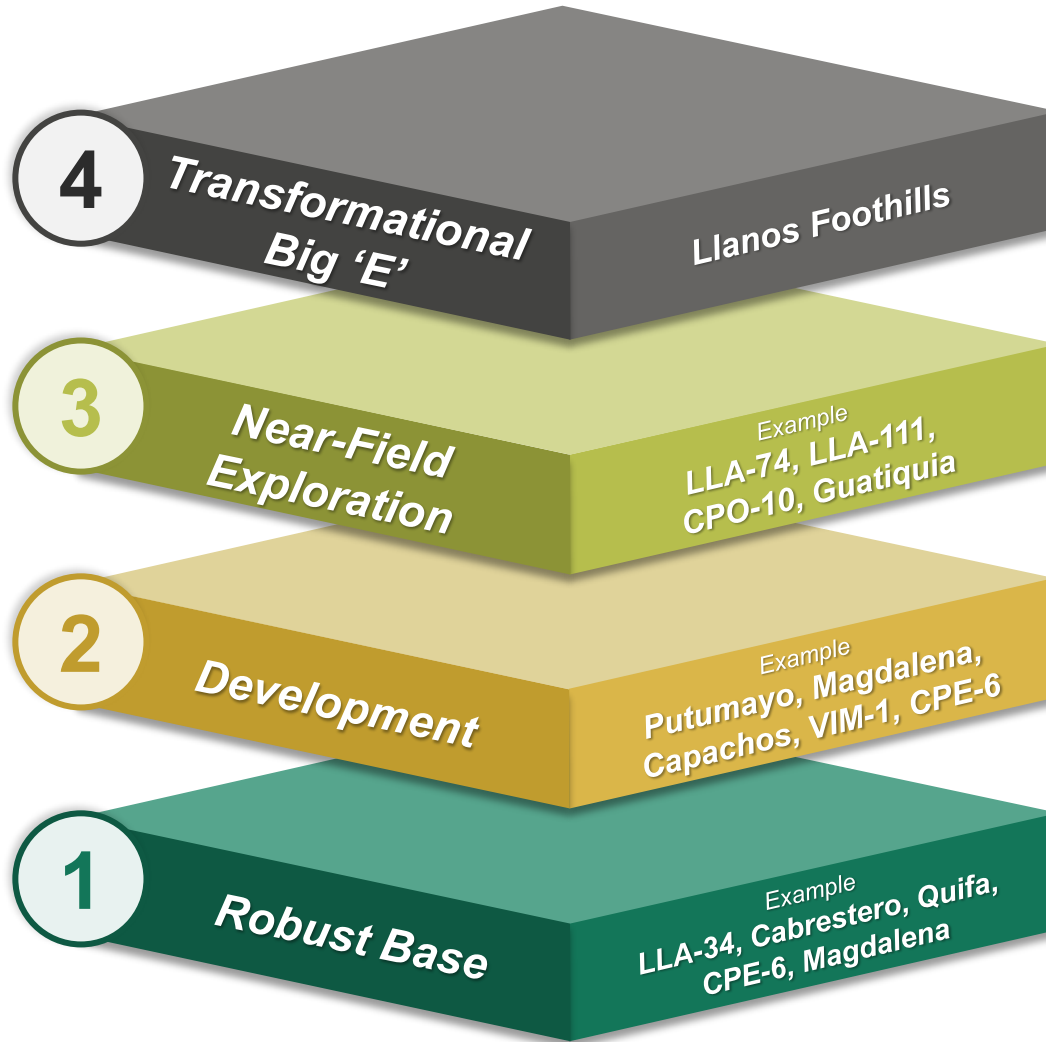 4
Transformational
Big ‘E’
Llanos Foothills
3
Near-Field
Exploration
Example
LLA-74, LLA-111,
CPO-10, Guatiquia
2
Development
Example
Putumayo, Magdalena,
Capachos, VIM-1, CPE-6
1
Robust Base
Example
LLA-34, Cabrestero, Quifa,
CPE-6, Magdalena